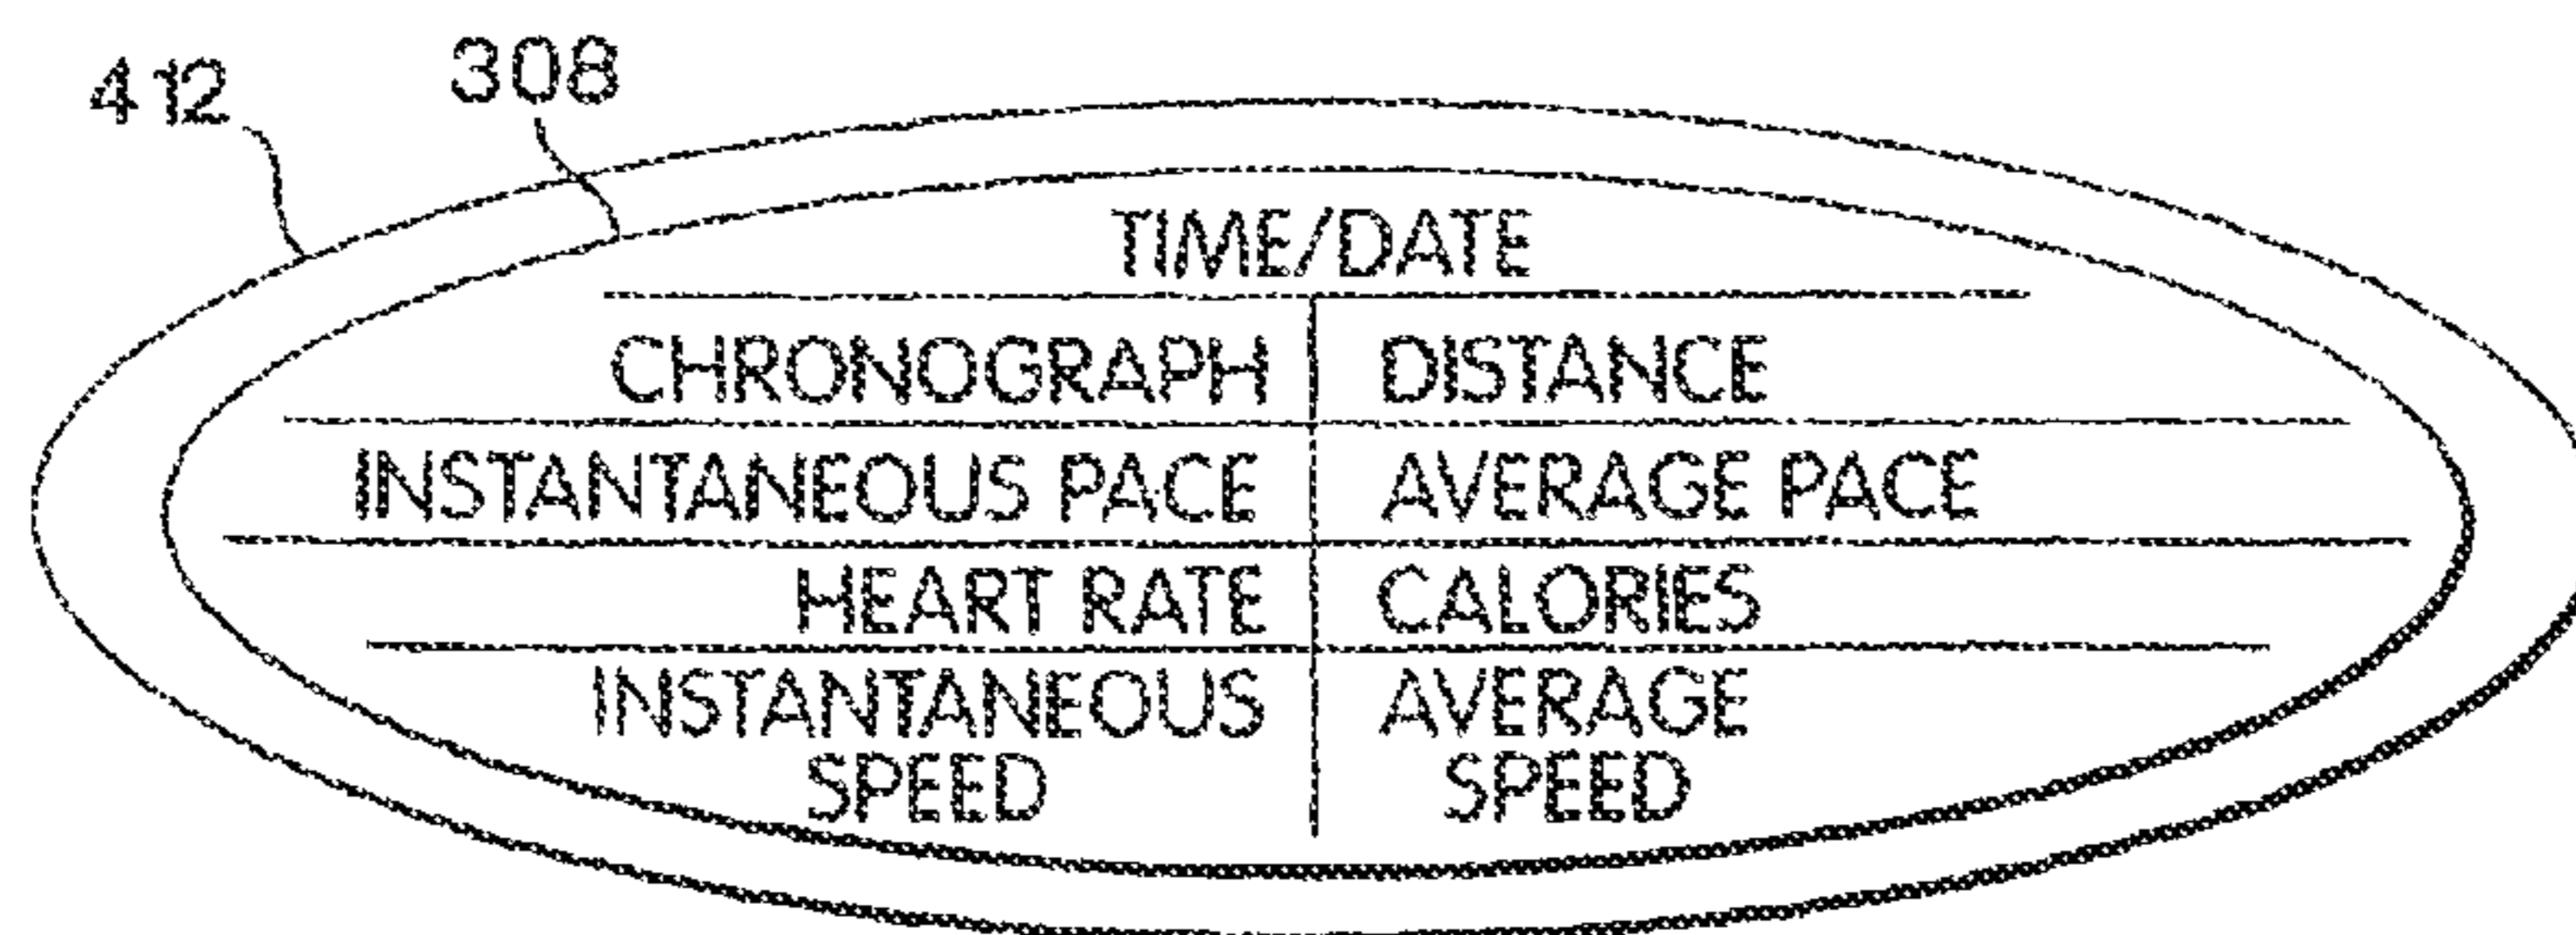 412 308
TIME/DATE
CHRONOGRAPH DISTANCE
INSTANTANEOUS PACE AVERAGE PACE
HEART RATE CALORIES
INSTANTANEOUS AVERAGE
SPEED SPEED